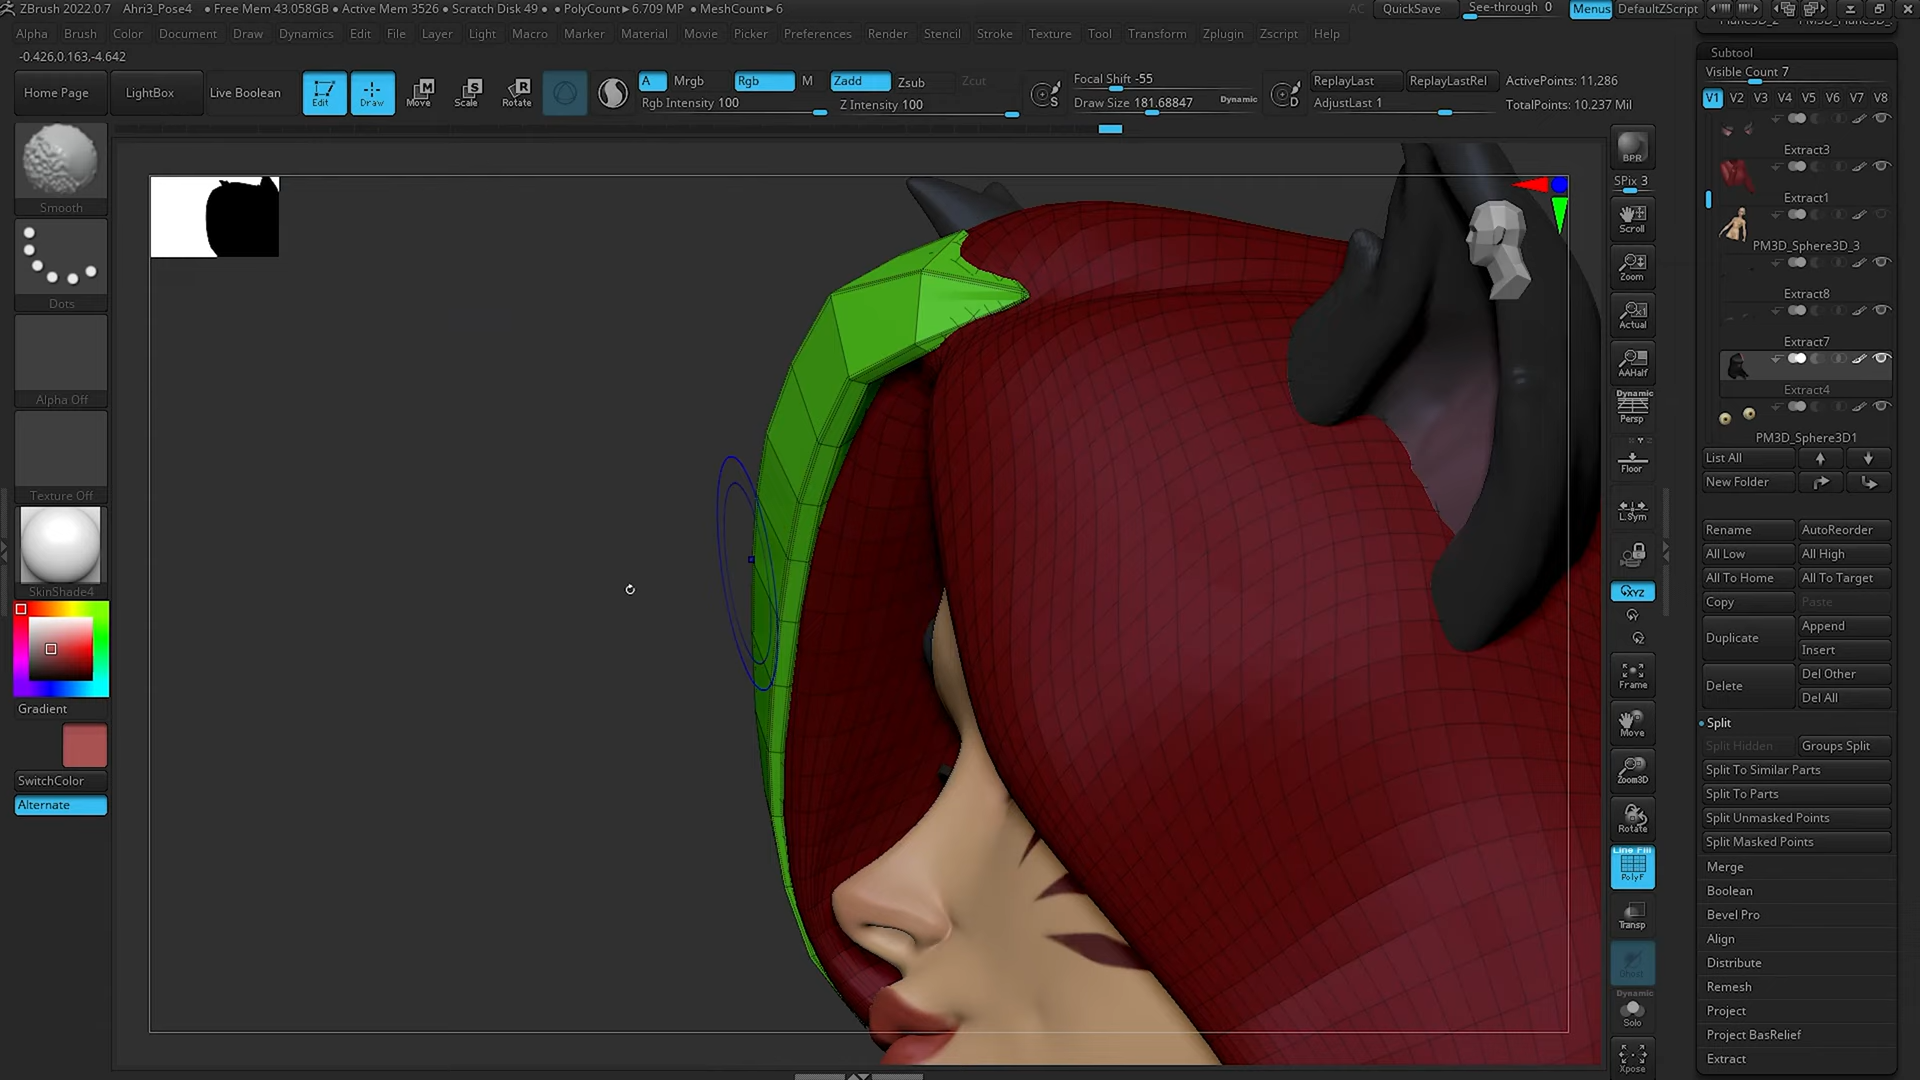 ZBrush 2022.0.7 Ahri3_Pose4 • Free Mem 43.058GB • Active Mem 3526 • Scratch Disk 49 • • PolyCount▸6.709 MP • MeshCount▸6 AC QuickSave See-through 0 Menus DefaultZScript
Alpha Brush Color Document Draw Dynamics Edit File Layer Light Macro Marker Material Movie Picker Preferences Render Stencil Stroke Texture Tool Transform Zplugin Zscript Help
-0.426,0.163,-4.642
Home Page LightBox Live Boolean Edit Draw Move Scale Rotate
A Mrgb Rgb M Zadd Zsub Zcut
Rgb Intensity 100 Z Intensity 100
S Focal Shift -55
Draw Size 181.68847 Dynamic
D ReplayLast ReplayLastRel ActivePoints: 11,286
AdjustLast 1 TotalPoints: 10.237 Mil
Smooth
Dots
Alpha Off
Texture Off
SkinShade4
Gradient
SwitchColor
Alternate
BPR
SPix 3
Scroll
Zoom
Actual
AAHalf
Dynamic
Persp
Floor
L.Sym
XYZ
Frame
Move
Zoom3D
Rotate
Line Fill
PolyF
Transp
Ghost
Dynamic
Solo
Xpose
Subtool
Visible Count 7
V1 V2 V3 V4 V5 V6 V7 V8
Extract3
Extract1
PM3D_Sphere3D_3
Extract8
Extract7
Extract4
PM3D_Sphere3D1
List All
New Folder
Rename AutoReorder
All Low All High
All To Home All To Target
Copy Paste
Duplicate Append
Insert
Delete Del Other
Del All
Split
Split Hidden Groups Split
Split To Similar Parts
Split To Parts
Split Unmasked Points
Split Masked Points
Merge
Boolean
Bevel Pro
Align
Distribute
Remesh
Project
Project BasRelief
Extract